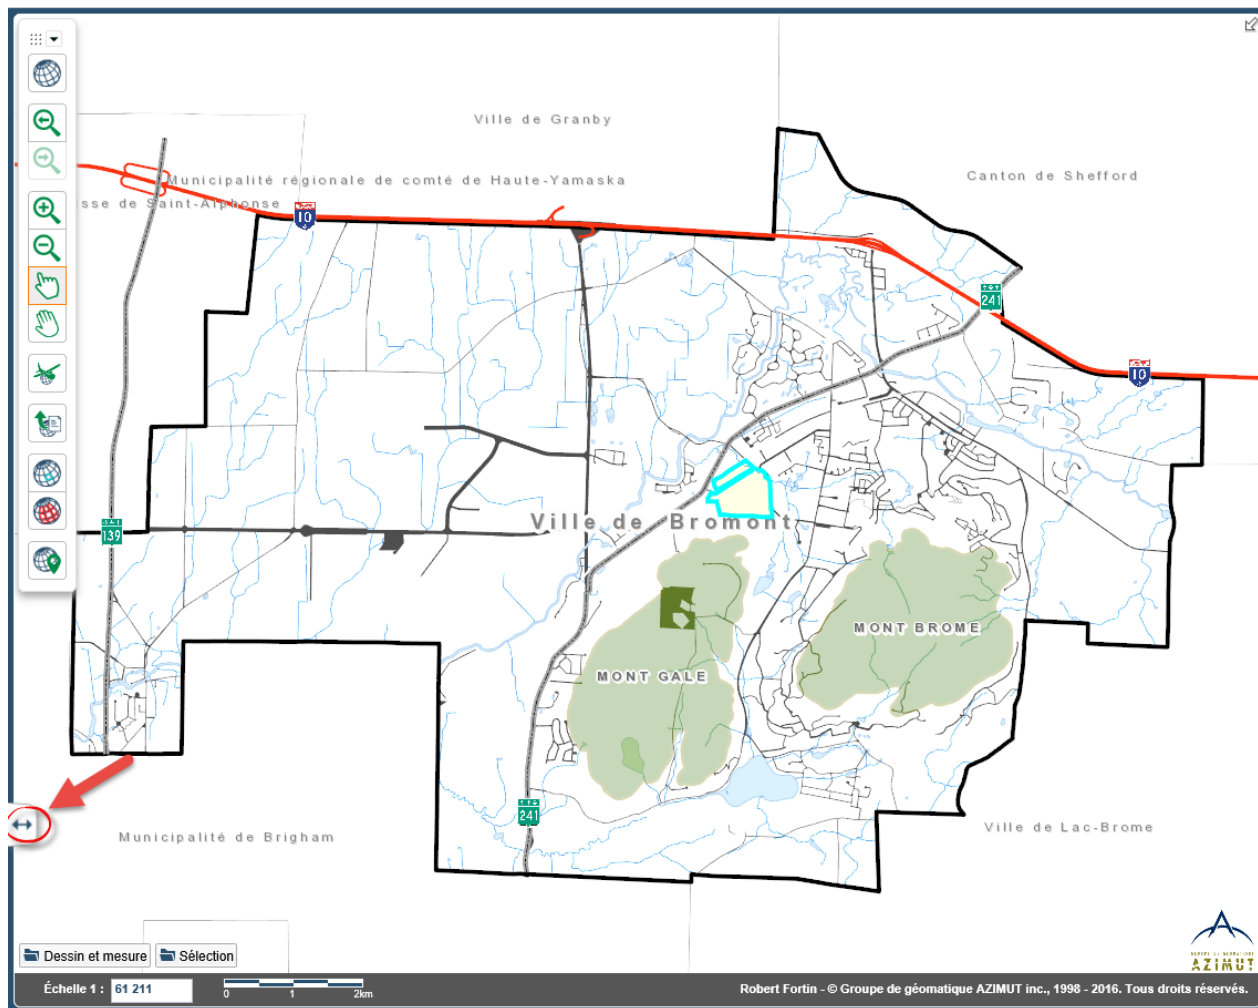 Ville de Granby
Canton de Shefford
Municipalité régionale de comté de Haute-Yamaska
sse de Saint-Alphonse
10
241
10
Ville de Bromont
139
MONT BROME
MONT GALE
241
Municipalité de Brigham
Ville de Lac-Brome
Dessin et mesure
Sélection
AZIMUT
Échelle 1 : 61 211
0 1 2km
Robert Fortin - © Groupe de géomatique AZIMUT inc., 1998 - 2016. Tous droits réservés.